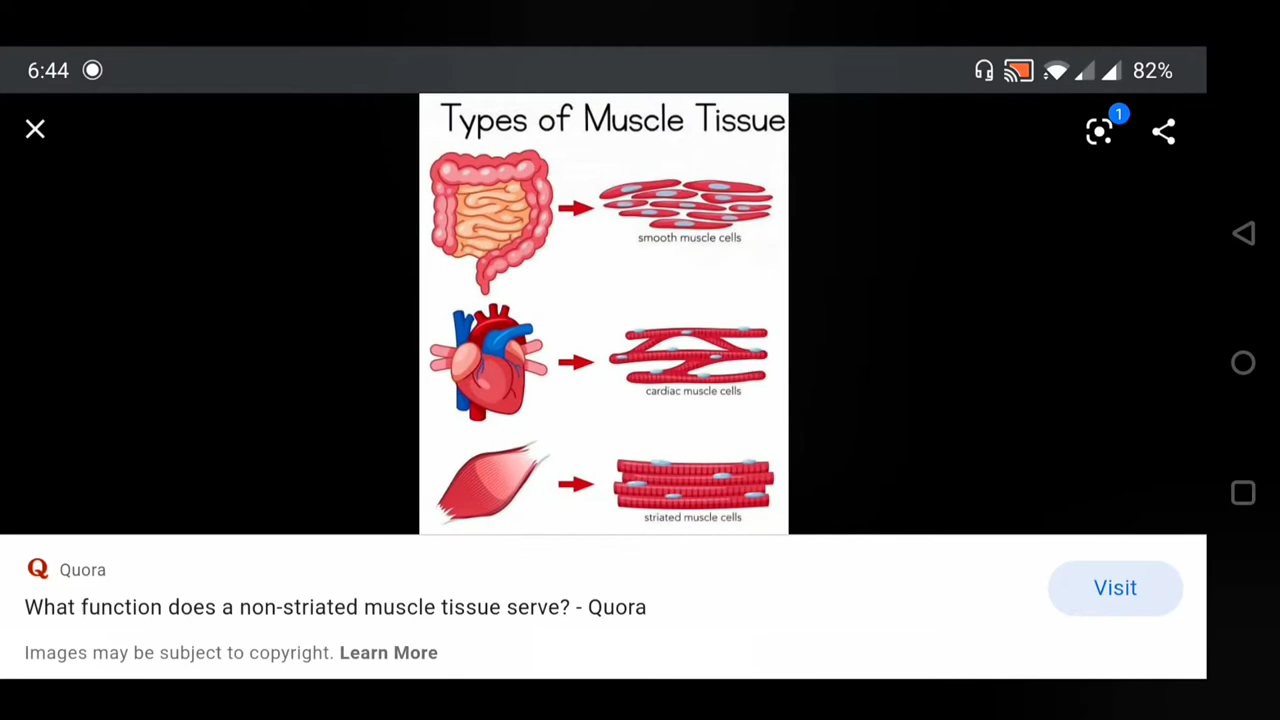 6:44
82%
1
Types of Muscle Tissue
smooth muscle cells
cardiac muscle cells
striated muscle cells
Q Quora
What function does a non-striated muscle tissue serve? - Quora
Visit
Images may be subject to copyright. Learn More